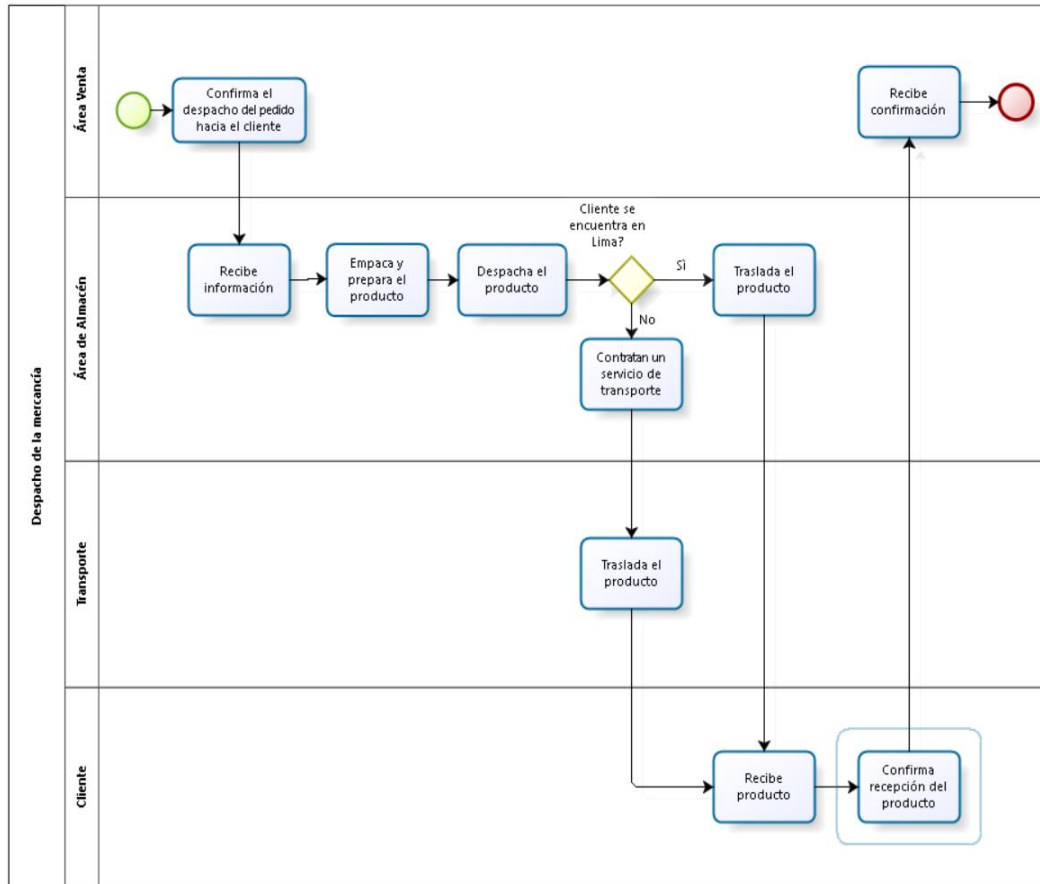 Despacho de la mercancía
Área Venta
Confirma el
despacho del pedido
hacia el cliente
Recibe
confirmación
Área de Almacén
Recibe
información
Empaca y
prepara el
producto
Despacha el
producto
Cliente se
encuentra en
Lima?
Sì
No
Traslada el
producto
Contratan un
servicio de
transporte
Transporte
Traslada el
producto
Cliente
Recibe
producto
Confirma
recepción del
producto